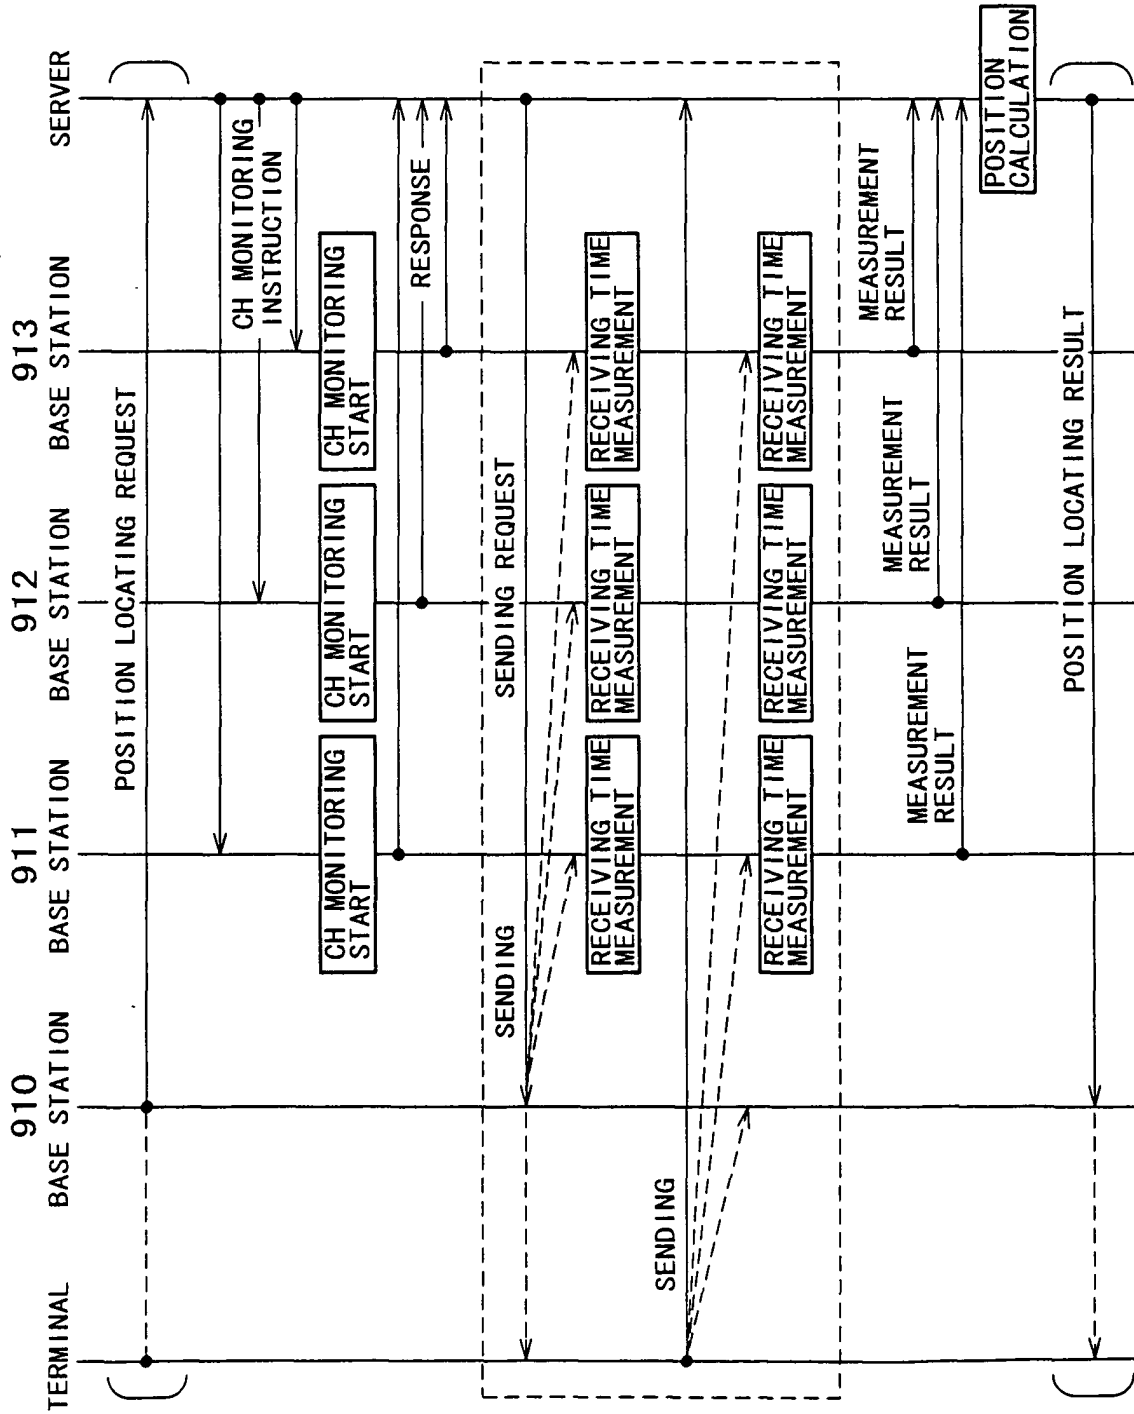 TERMINAL
910
BASE STATION
911
BASE STATION
912
BASE STATION
913
BASE STATION
SERVER
POSITION LOCATING REQUEST
CH MONITORING
INSTRUCTION
CH MONITORING
START
CH MONITORING
START
CH MONITORING
START
RESPONSE
SENDING
SENDING REQUEST
RECEIVING TIME
MEASUREMENT
RECEIVING TIME
MEASUREMENT
RECEIVING TIME
MEASUREMENT
SENDING
RECEIVING TIME
MEASUREMENT
RECEIVING TIME
MEASUREMENT
RECEIVING TIME
MEASUREMENT
MEASUREMENT
RESULT
MEASUREMENT
RESULT
MEASUREMENT
RESULT
POSITION
CALCULATION
POSITION LOCATING RESULT